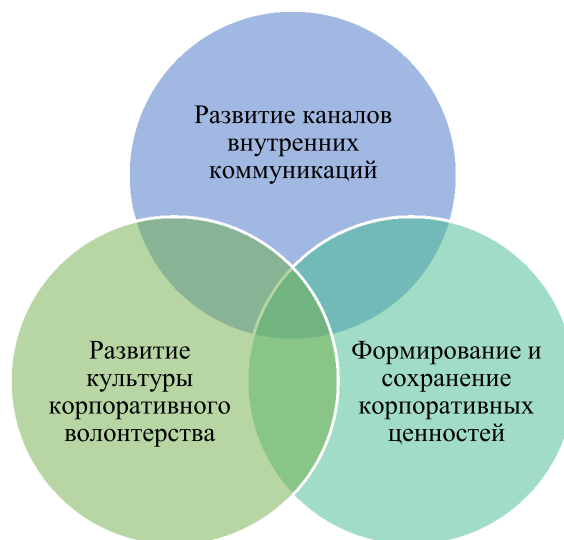 Развитие каналов
внутренних
коммуникаций
Развитие
культуры
корпоративного
волонтерства
Формирование и
сохранение
корпоративных
ценностей